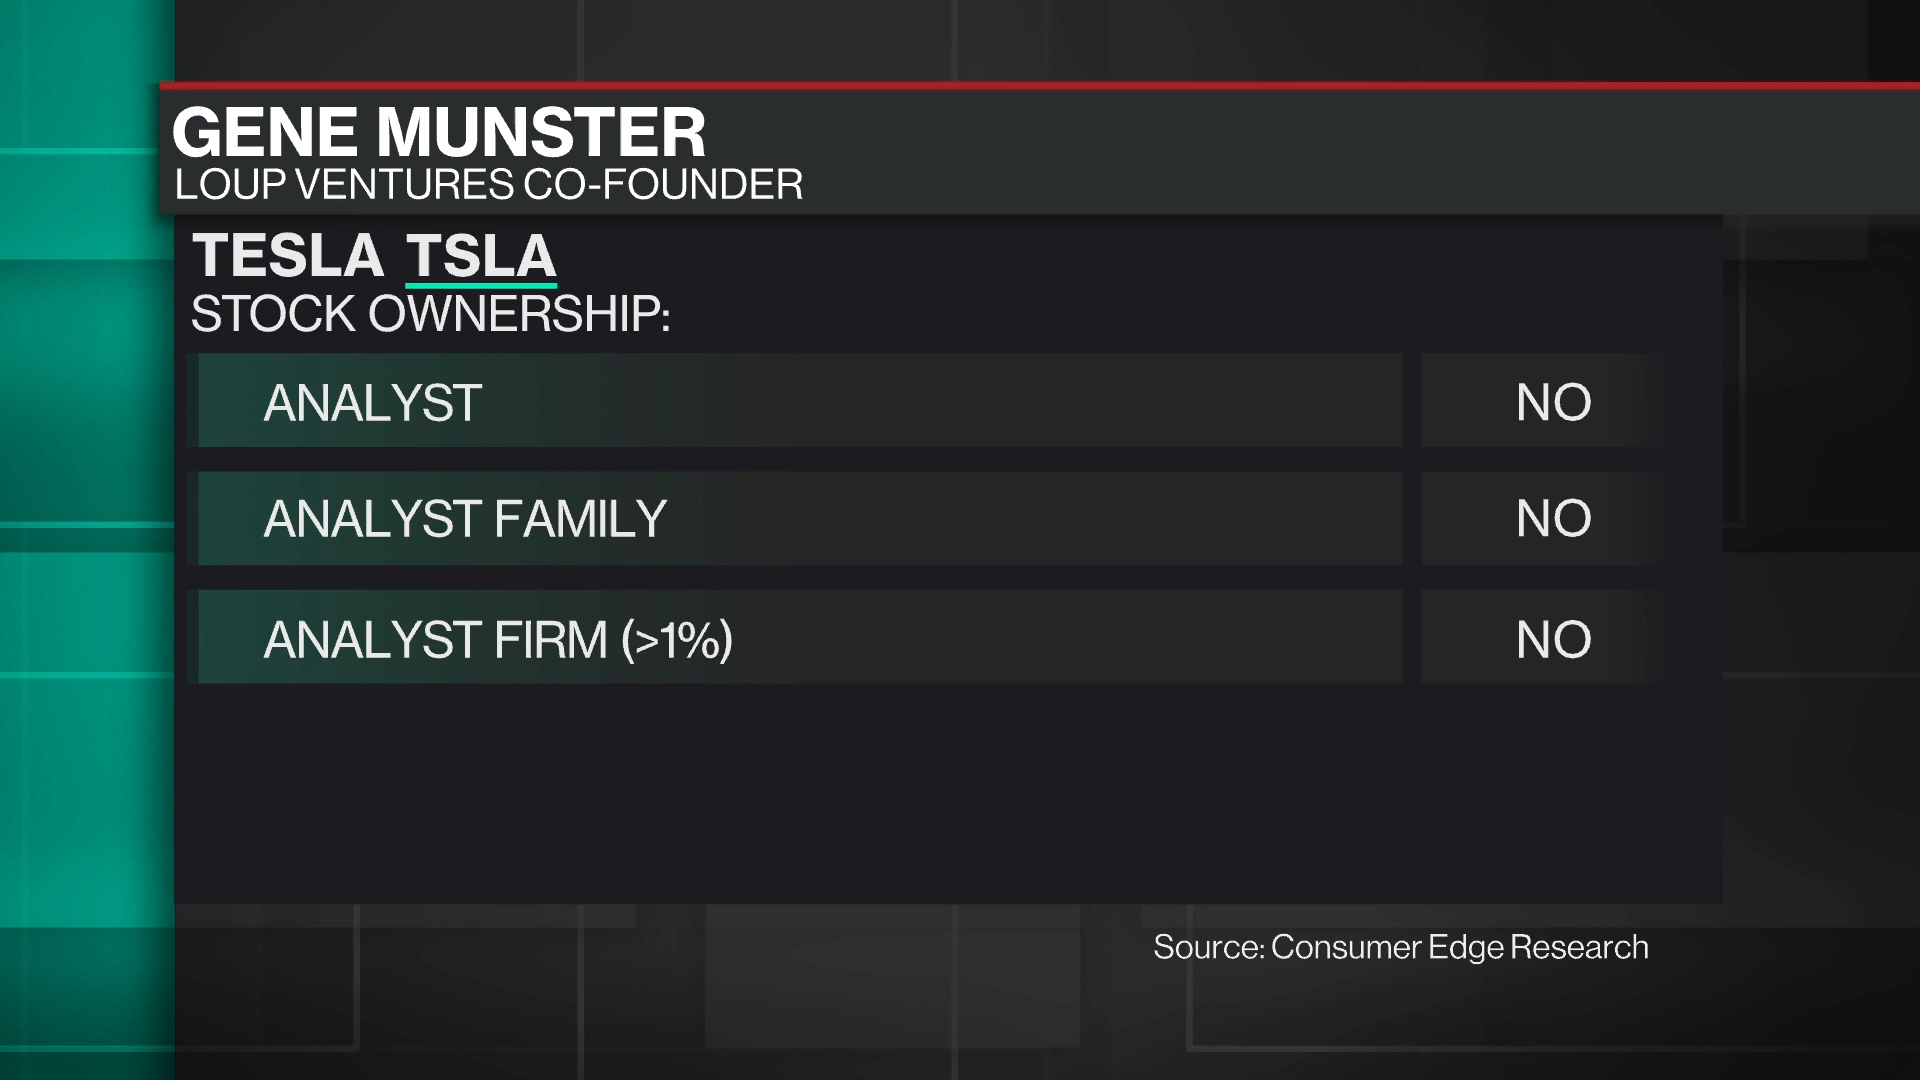 GENE MUNSTER
LOUP VENTURES CO-FOUNDER
TESLA TSLA
STOCK OWNERSHIP:
ANALYST NO
ANALYST FAMILY NO
ANALYST FIRM (>1%) NO
Source: Consumer Edge Research